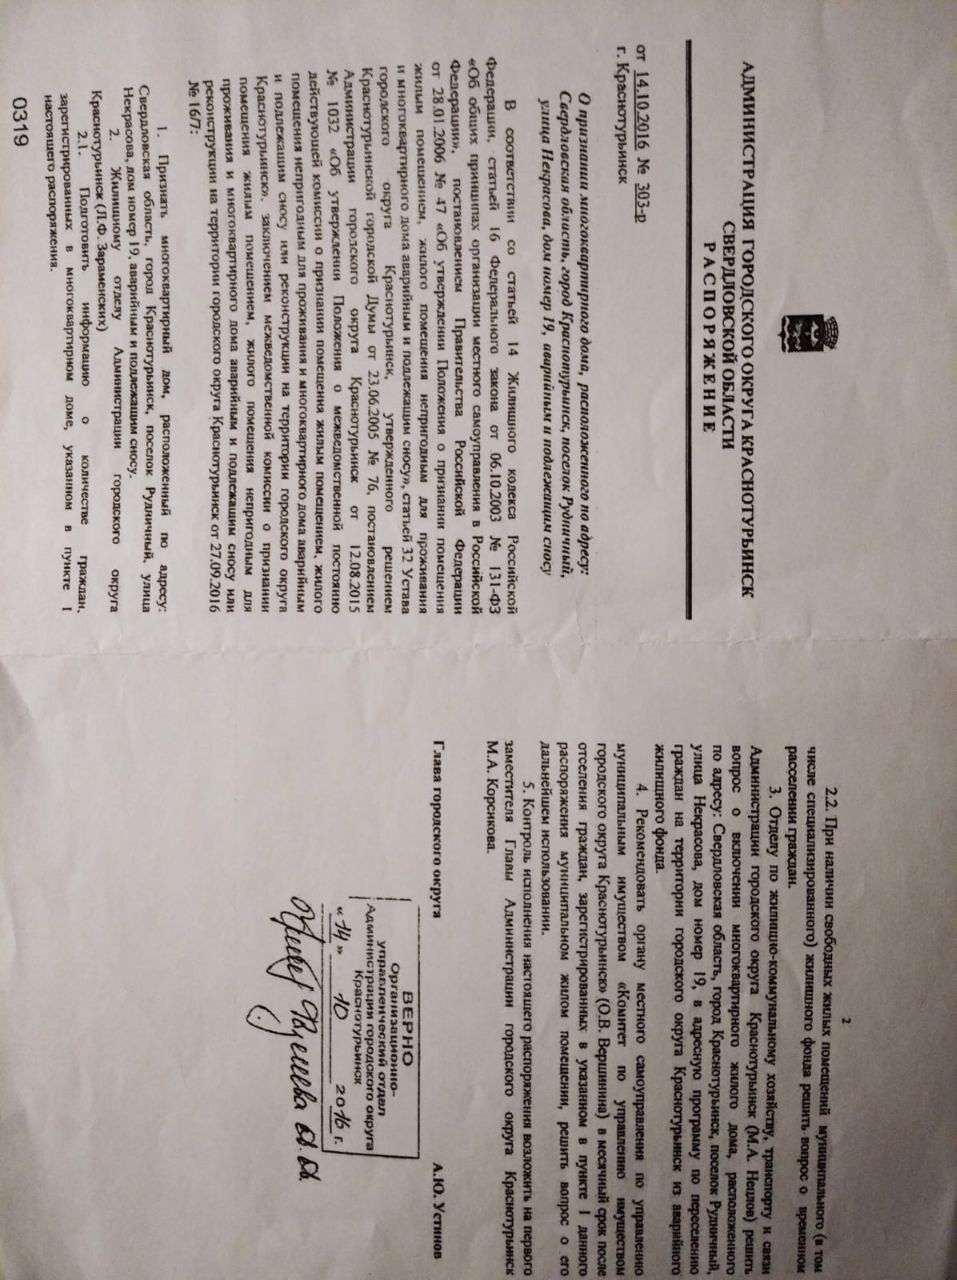 АДМИНИСТРАЦИЯ ГОРОДСКОГО ОКРУГА КРАСНОТУРЬИНСК
СВЕРДЛОВСКОЙ ОБЛАСТИ
РАСПОРЯЖЕНИЕ
от 14.10.2016 № 303-р
г. Краснотурьинск
О признании многоквартирного дома, расположенного по адресу:
Свердловская область, город Краснотурьинск, поселок Рудничный,
улица Некрасова, дом номер 19, аварийным и подлежащим сносу
В соответствии со статьей 14 Жилищного кодекса Российской
Федерации, статьей 16 Федерального закона от 06.10.2003 № 131-ФЗ
«Об общих принципах организации местного самоуправления в Российской
Федерации», постановлением Правительства Российской Федерации
от 28.01.2006 № 47 «Об утверждении Положения о признании помещения
жилым помещением, жилого помещения непригодным для проживания
и многоквартирного дома аварийным и подлежащим сносу», статьей 32 Устава
городского округа Краснотурьинск, утвержденного решением
Краснотурьинской городской Думы от 23.06.2005 № 76, постановлением
Администрации городского округа Краснотурьинск от 12.08.2015
№ 1032 «Об утверждении Положения о межведомственной постоянно
действующей комиссии о признании помещения жилым помещением, жилого
помещения непригодным для проживания и многоквартирного дома аварийным
и подлежащим сносу или реконструкции на территории городского округа
Краснотурьинск», заключением межведомственной комиссии о признании
помещения жилым помещением, жилого помещения непригодным для
проживания и многоквартирного дома аварийным и подлежащим сносу или
реконструкции на территории городского округа Краснотурьинск от 27.09.2016
№ 16/7:
1. Признать многоквартирный дом, расположенный по адресу:
Свердловская область, город Краснотурьинск, поселок Рудничный, улица
Некрасова, дом номер 19, аварийным и подлежащим сносу.
2. Жилищному отделу Администрации городского округа
Краснотурьинск (Л.Ф. Зараменских)
2.1. Подготовить информацию о количестве граждан,
зарегистрированных в многоквартирном доме, указанном в пункте 1
настоящего распоряжения.
0319
2
2.2. При наличии свободных жилых помещений муниципального (в том
числе специализированного) жилищного фонда решить вопрос о временном
расселении граждан.
3. Отделу по жилищно-коммунальному хозяйству, транспорту и связи
Администрации городского округа Краснотурьинск (М.А. Нецлов) решить
вопрос о включении многоквартирного жилого дома, расположенного
по адресу: Свердловская область, город Краснотурьинск, поселок Рудничный,
улица Некрасова, дом номер 19, в адресную программу по переселению
граждан на территории городского округа Краснотурьинск из аварийного
жилищного фонда.
4. Рекомендовать органу местного самоуправления по управлению
муниципальным имуществом «Комитет по управлению имуществом
городского округа Краснотурьинск» (О.В. Вершинина) в месячный срок после
отселения граждан, зарегистрированных в указанном в пункте 1 данного
распоряжения муниципальном жилом помещении, решить вопрос о его
дальнейшем использовании.
5. Контроль исполнения настоящего распоряжения возложить на первого
заместителя Главы Администрации городского округа Краснотурьинск
М.А. Корсикова.
Глава городского округа А.Ю. Устинов
ВЕРНО
Организационно-
управленческий отдел
Администрации городского округа
Краснотурьинск
«14» 10 2016 г.